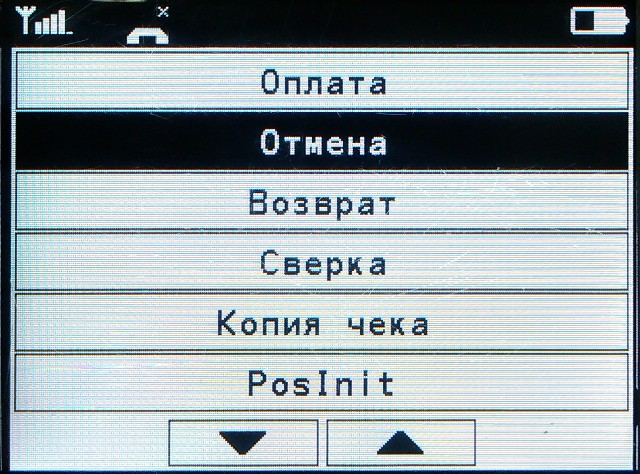 Оплата
Отмена
Возврат
Сверка
Копия чека
PosInit